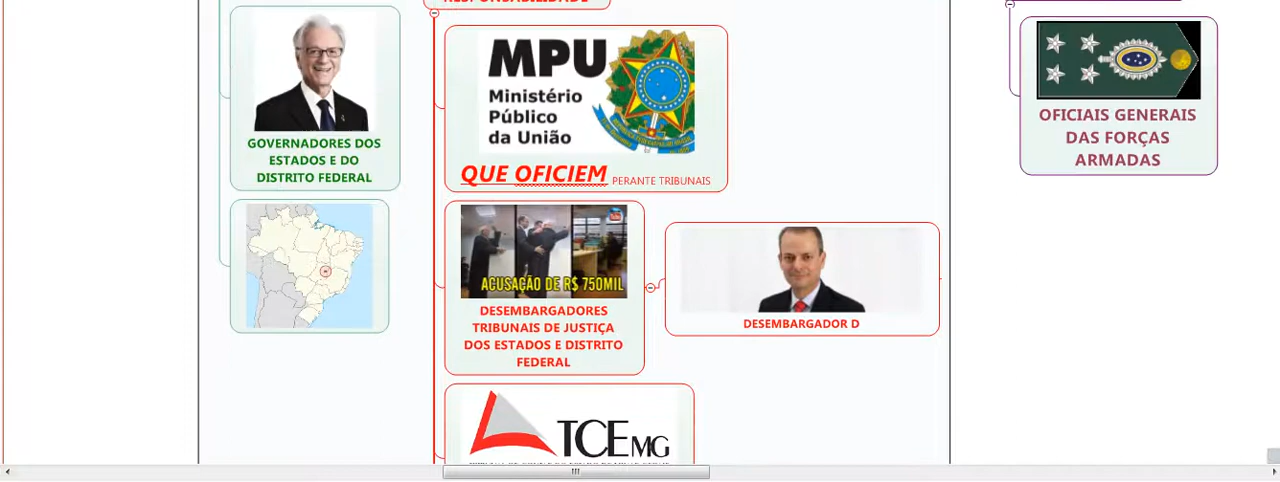 RESPONSABILIDADE
GOVERNADORES DOS
ESTADOS E DO
DISTRITO FEDERAL
MPU
Ministério
Público
da União
QUE OFICIEM PERANTE TRIBUNAIS
ACUSAÇÃO DE R$ 750MIL
DESEMBARGADORES
TRIBUNAIS DE JUSTIÇA
DOS ESTADOS E DISTRITO
FEDERAL
DESEMBARGADOR D
TCEMG
OFICIAIS GENERAIS
DAS FORÇAS
ARMADAS